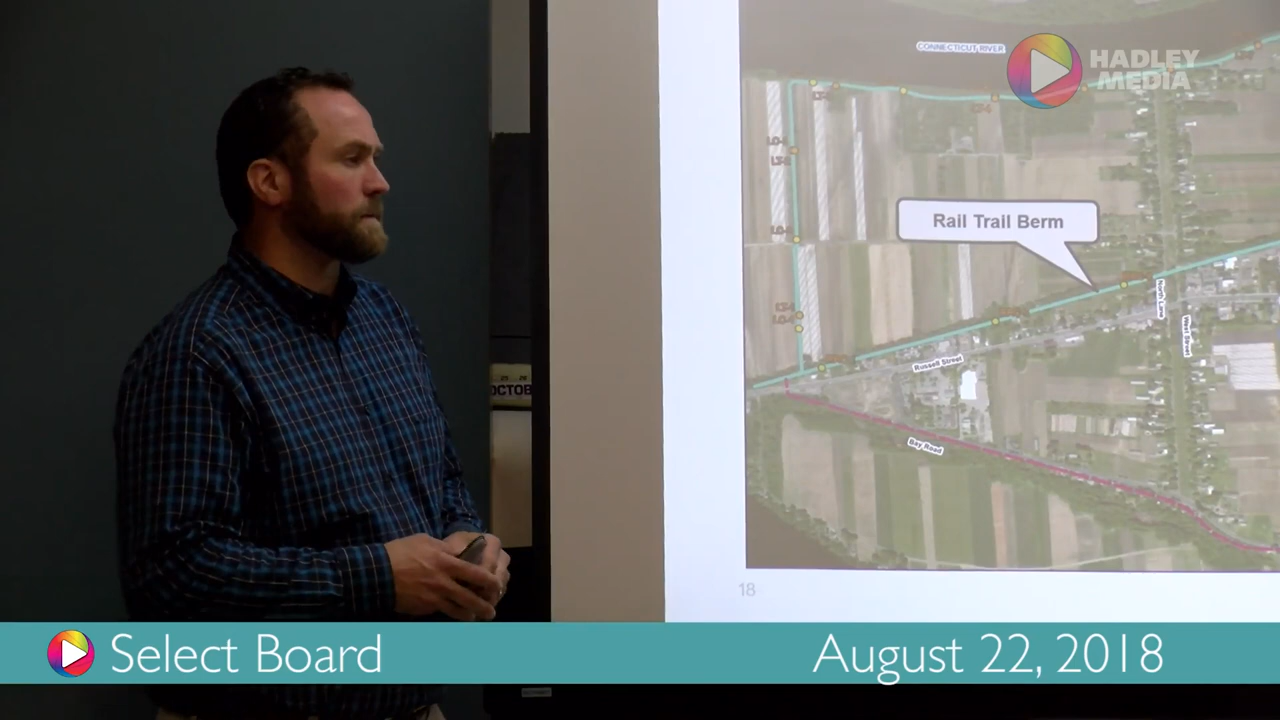 CONNECTICUT RIVER
HADLEY
MEDIA
Rail Trail Berm
North Lane
West Street
Russell Street
OCTOB
Bay Road
18
Select Board
August 22, 2018